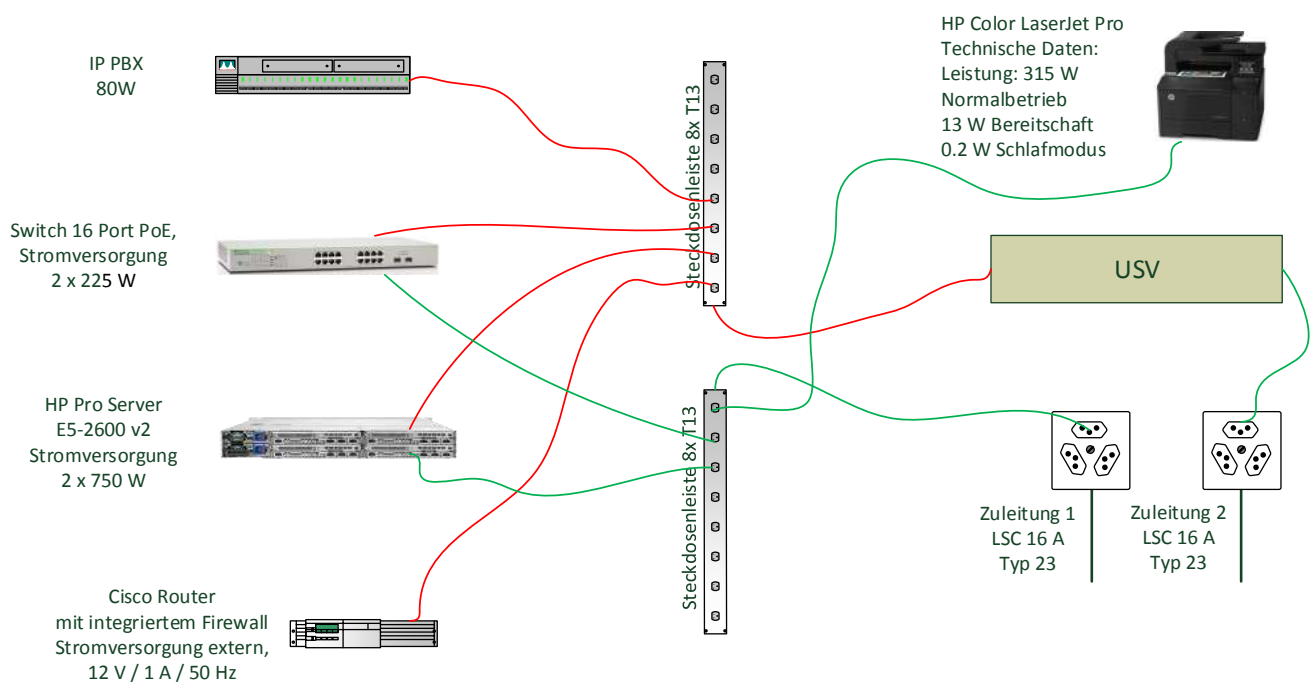 IP PBX
80W
Switch 16 Port PoE,
Stromversorgung
2 x 225 W
HP Pro Server
E5-2600 v2
Stromversorgung
2 x 750 W
Cisco Router
mit integriertem Firewall
Stromversorgung extern,
12 V / 1 A / 50 Hz
Steckdosenleiste 8x T13
Steckdosenleiste 8x T13
HP Color LaserJet Pro
Technische Daten:
Leistung: 315 W
Normalbetrieb
13 W Bereitschaft
0.2 W Schlafmodus
USV
Zuleitung 1
LSC 16 A
Typ 23
Zuleitung 2
LSC 16 A
Typ 23